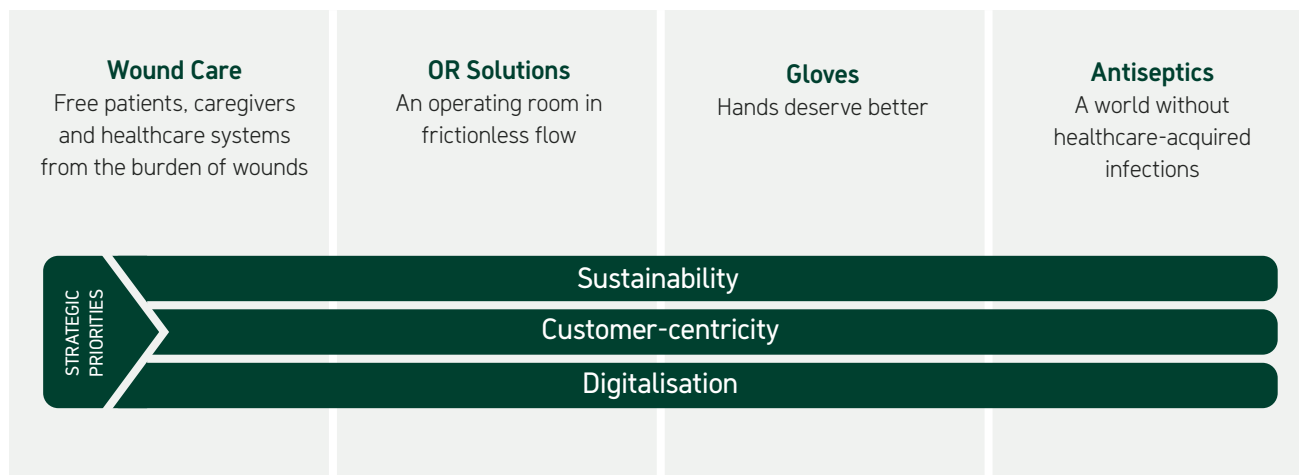 Wound Care
Free patients, caregivers
and healthcare systems
from the burden of wounds
OR Solutions
An operating room in
frictionless flow
Gloves
Hands deserve better
Antiseptics
A world without
healthcare-acquired
infections
STRATEGIC
PRIORITIES
Sustainability
Customer-centricity
Digitalisation